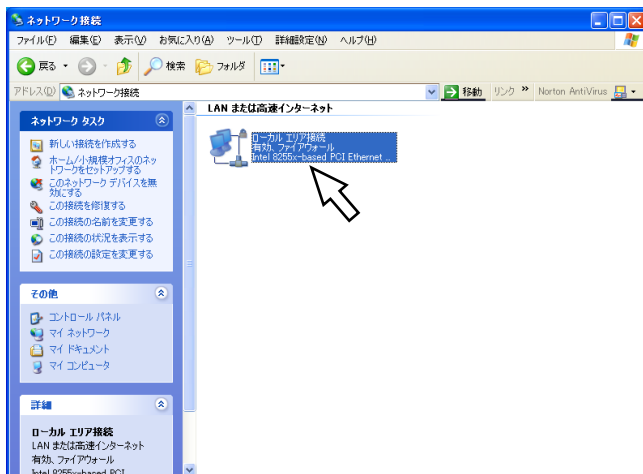 ネットワーク接続
ファイル(F) 編集(E) 表示(V) お気に入り(A) ツール(T) 詳細設定(N) ヘルプ(H)
戻る 検索 フォルダ
アドレス(D) ネットワーク接続 移動 リンク » Norton AntiVirus
ネットワーク タスク
新しい接続を作成する
ホーム/小規模オフィスのネッ
トワークをセットアップする
このネットワーク デバイスを無
効にする
この接続を修復する
この接続の名前を変更する
この接続の状況を表示する
この接続の設定を変更する
その他
コントロール パネル
マイ ネットワーク
マイ ドキュメント
マイ コンピュータ
詳細
ローカル エリア接続
LAN または高速インターネット
有効、ファイアウォール
Intel 8255x-based PCI
LAN または高速インターネット
ローカル エリア接続
有効、ファイアウォール
Intel 8255x-based PCI Ethernet ...